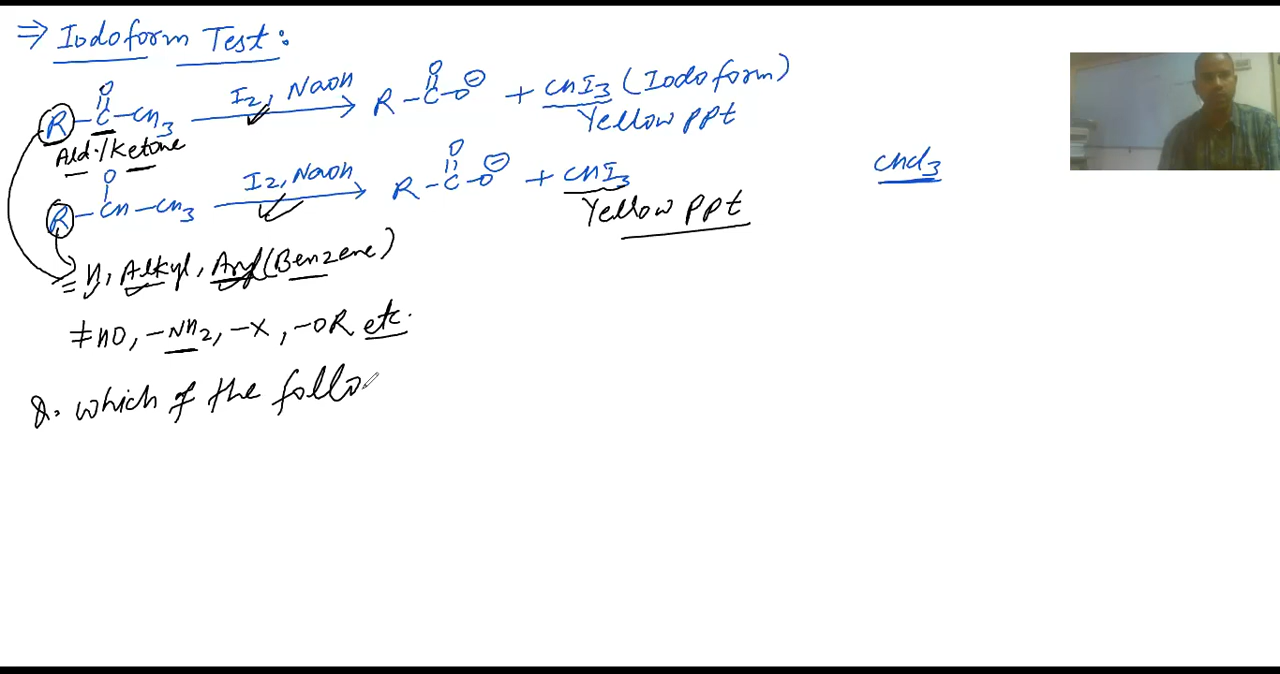 ⇒ Iodoform Test:
R-C(=O)-CH3 I2, NaOH → R-C(=O)-O⊖ + CHI3 (Iodoform)
Yellow PPt
Ald./Ketone
R-CH(-O)-CH3 I2, NaOH → R-C(=O)-O⊖ + CHI3
Yellow PPt
CHCl3
= H, Alkyl, Aryl (Benzene)
≠ HO, -NH2, -X, -OR etc.
Q. which of the follo